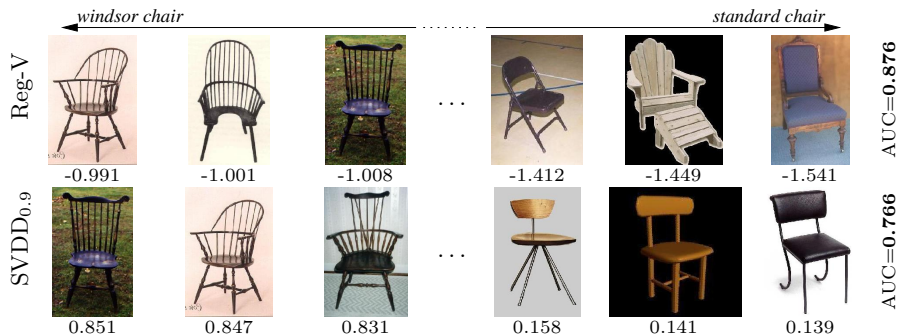 windsor chair ........ standard chair
Reg-V
-0.991 -1.001 -1.008 ... -1.412 -1.449 -1.541
AUC=0.876
SVDD0.9
0.851 0.847 0.831 ... 0.158 0.141 0.139
AUC=0.766